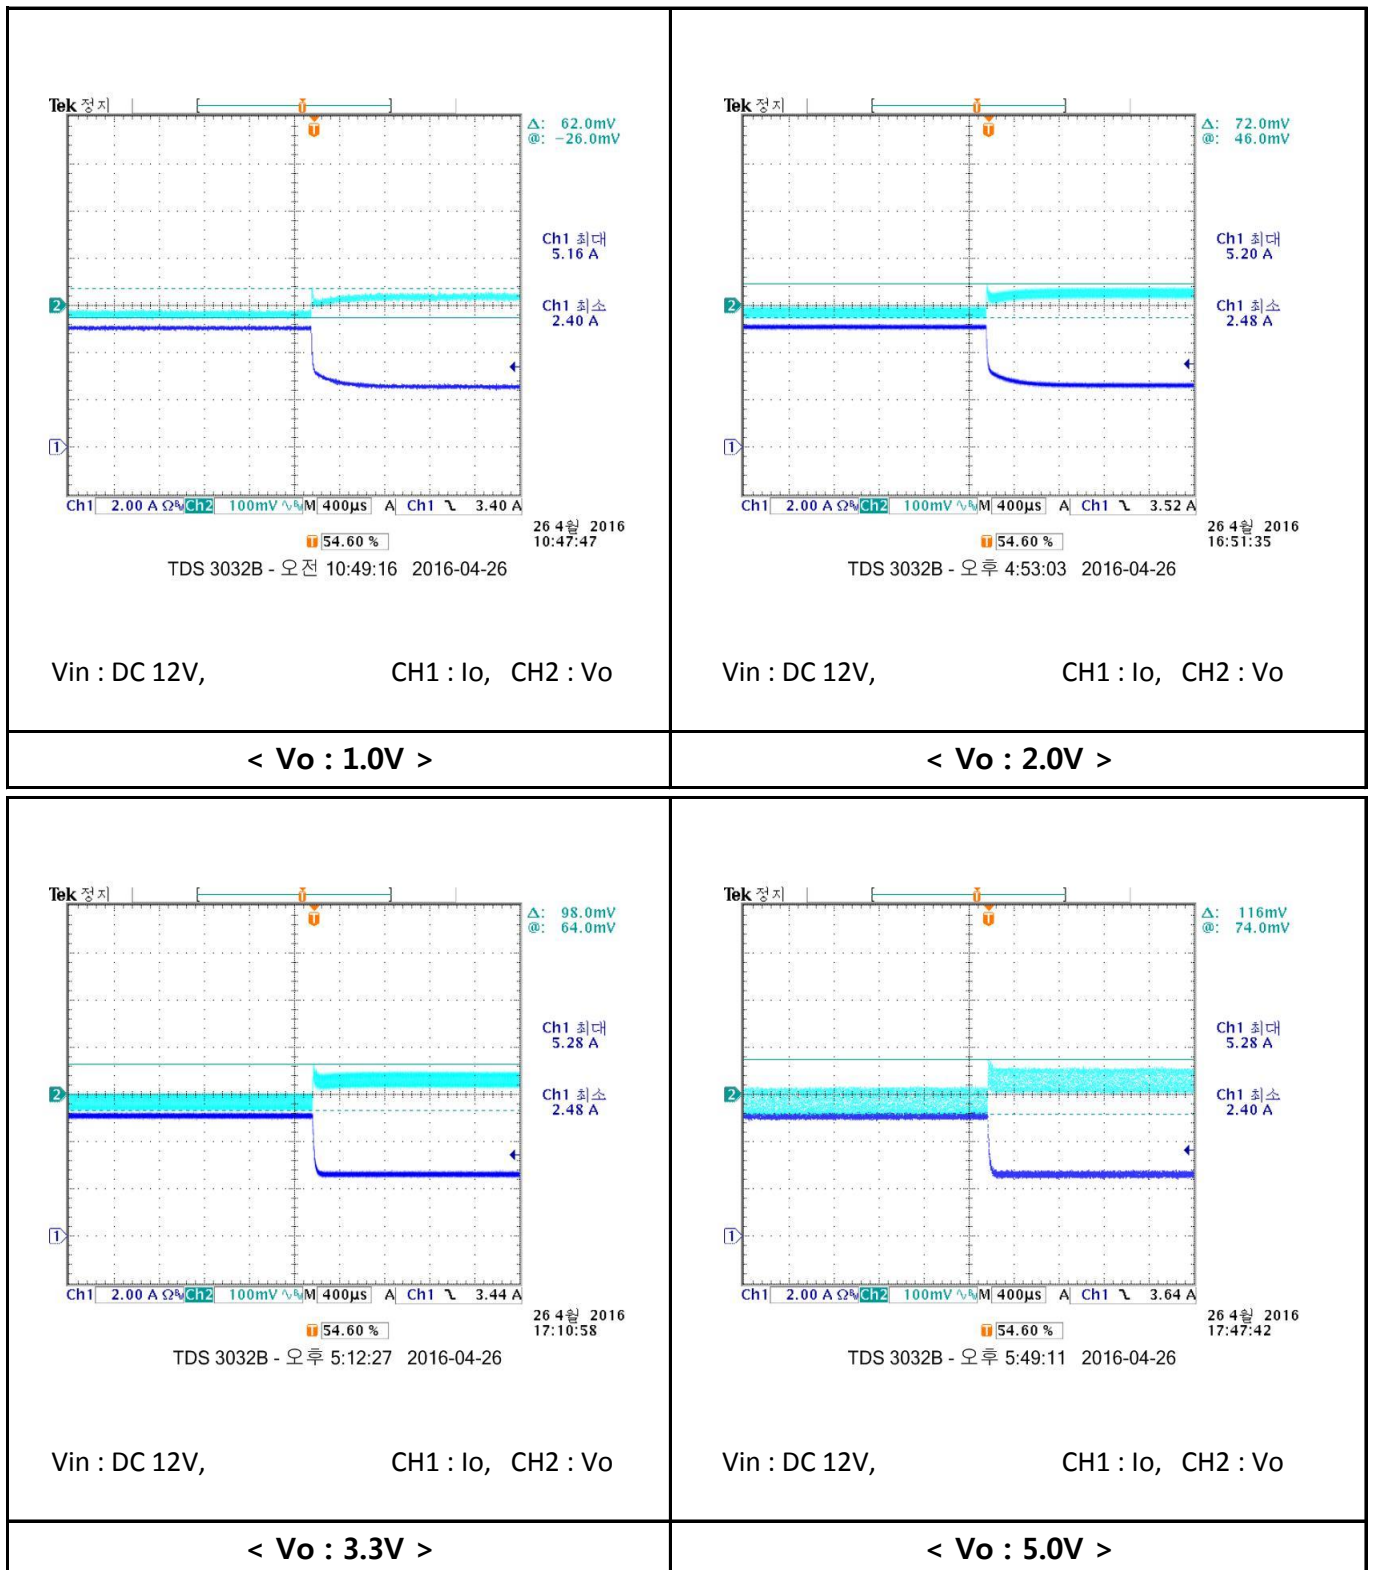 Tek 정지
Δ: 62.0mV
@: -26.0mV
Ch1 최대
5.16 A
Ch1 최소
2.40 A
2
1
Ch1 2.00 A Ω Ch2 100mV M 400µs A Ch1 3.40 A
26 4월 2016
10:47:47
54.60 %
TDS 3032B - 오전 10:49:16 2016-04-26
Vin : DC 12V, CH1 : Io, CH2 : Vo
< Vo : 1.0V >
Tek 정지
Δ: 72.0mV
@: 46.0mV
Ch1 최대
5.20 A
Ch1 최소
2.48 A
2
1
Ch1 2.00 A Ω Ch2 100mV M 400µs A Ch1 3.52 A
26 4월 2016
16:51:35
54.60 %
TDS 3032B - 오후 4:53:03 2016-04-26
Vin : DC 12V, CH1 : Io, CH2 : Vo
< Vo : 2.0V >
Tek 정지
Δ: 98.0mV
@: 64.0mV
Ch1 최대
5.28 A
Ch1 최소
2.48 A
2
1
Ch1 2.00 A Ω Ch2 100mV M 400µs A Ch1 3.44 A
26 4월 2016
17:10:58
54.60 %
TDS 3032B - 오후 5:12:27 2016-04-26
Vin : DC 12V, CH1 : Io, CH2 : Vo
< Vo : 3.3V >
Tek 정지
Δ: 116mV
@: 74.0mV
Ch1 최대
5.28 A
Ch1 최소
2.40 A
2
1
Ch1 2.00 A Ω Ch2 100mV M 400µs A Ch1 3.64 A
26 4월 2016
17:47:42
54.60 %
TDS 3032B - 오후 5:49:11 2016-04-26
Vin : DC 12V, CH1 : Io, CH2 : Vo
< Vo : 5.0V >